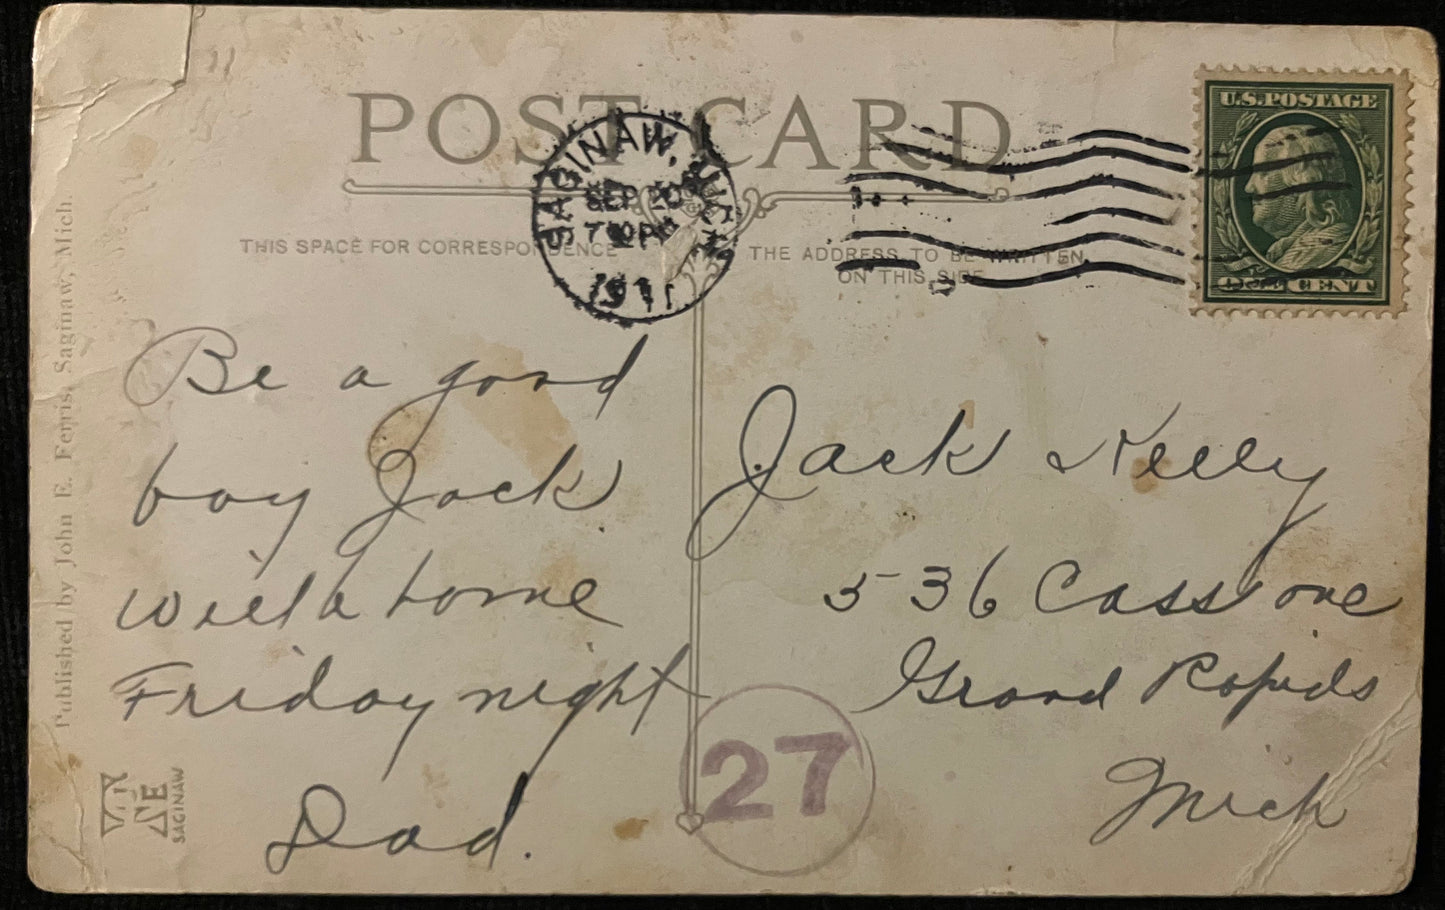 POST CARD
U.S.POSTAGE
ONE CENT
SAGINAW, MICH.
SEP 20
7 PM
1911
THIS SPACE FOR CORRESPONDENCE
THE ADDRESS TO BE WRITTEN
ON THIS SIDE
Be a good
boy Jack
will b home
Friday night
Dad.
Jack Kelly
536 Cass ave
Grand Rapids
Mich
27
Published by John E. Ferris, Saginaw, Mich.
SAGINAW